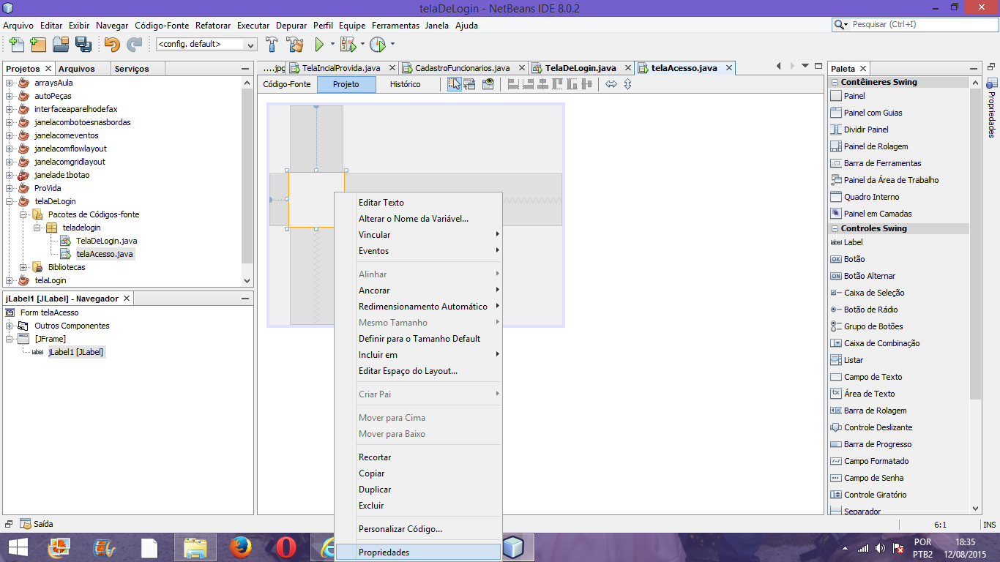 telaDeLogin - NetBeans IDE 8.0.2
Arquivo Editar Exibir Navegar Código-Fonte Refatorar Executar Depurar Perfil Equipe Ferramentas Janela Ajuda
Pesquisar (Ctrl+I)
<config. default>
Projetos Arquivos Serviços
arraysAula
autoPeças
interfaceaparelhodefax
janelacombotoesnasbordas
janelacomeventos
janelacomflowlayout
janelacomgridlayout
janelade1botao
ProVida
telaDeLogin
Pacotes de Códigos-fonte
teladelogin
TelaDeLogin.java
telaAcesso.java
Bibliotecas
telaLogin
jLabel1 [JLabel] - Navegador
Form telaAcesso
Outros Componentes
[JFrame]
label jLabel1 [JLabel]
....jpg TelaIncialProvida.java CadastroFuncionarios.java TelaDeLogin.java telaAcesso.java
Código-Fonte Projeto Histórico
Editar Texto
Alterar o Nome da Variável...
Vincular
Eventos
Alinhar
Ancorar
Redimensionamento Automático
Mesmo Tamanho
Definir para o Tamanho Default
Incluir em
Editar Espaço do Layout...
Criar Pai
Mover para Cima
Mover para Baixo
Recortar
Copiar
Duplicar
Excluir
Personalizar Código...
Propriedades
Paleta
Contêineres Swing
Painel
Painel com Guias
Dividir Painel
Painel de Rolagem
Barra de Ferramentas
Painel da Área de Trabalho
Quadro Interno
Painel em Camadas
Controles Swing
label Label
OK Botão
ON Botão Alternar
Caixa de Seleção
Botão de Rádio
Grupo de Botões
Caixa de Combinação
Listar
Campo de Texto
Área de Texto
Barra de Rolagem
Controle Deslizante
Barra de Progresso
Campo Formatado
Campo de Senha
Controle Giratório
Separador
Propriedades
Saída
6:1 INS
POR
PTB2
18:35
12/08/2015